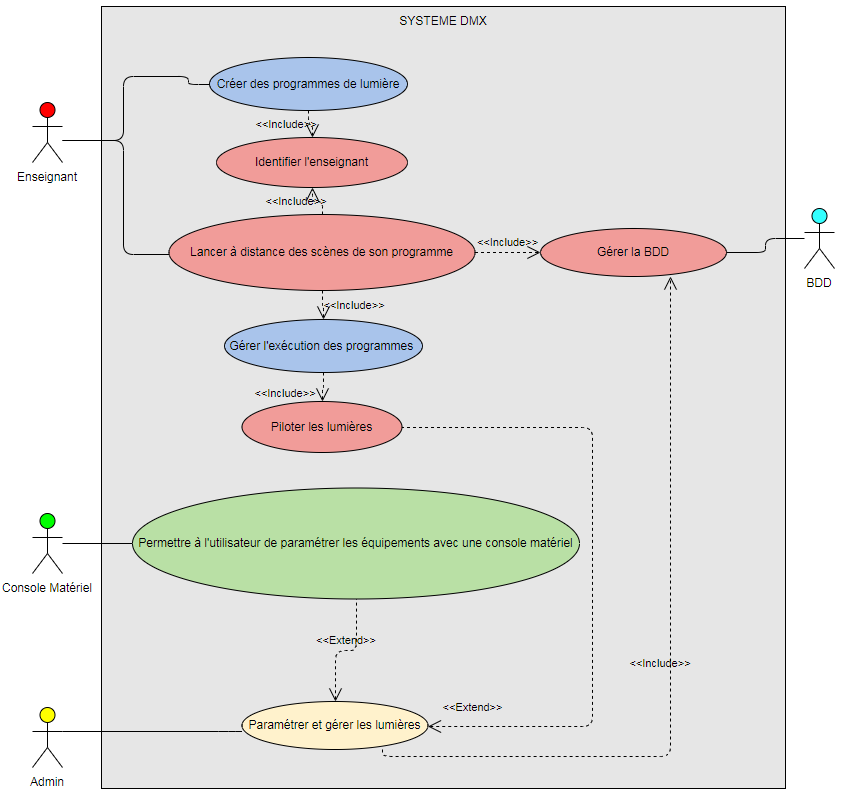 SYSTEME DMX
Créer des programmes de lumière
<<Include>>
Identifier l'enseignant
Enseignant
<<Include>>
Lancer à distance des scènes de son programme
<<Include>>
Gérer la BDD
BDD
<<Include>>
Gérer l'exécution des programmes
<<Include>>
Piloter les lumières
Permettre à l'utilisateur de paramétrer les équipements avec une console matériel
Console Matériel
<<Extend>>
<<Include>>
<<Extend>>
Paramétrer et gérer les lumières
Admin